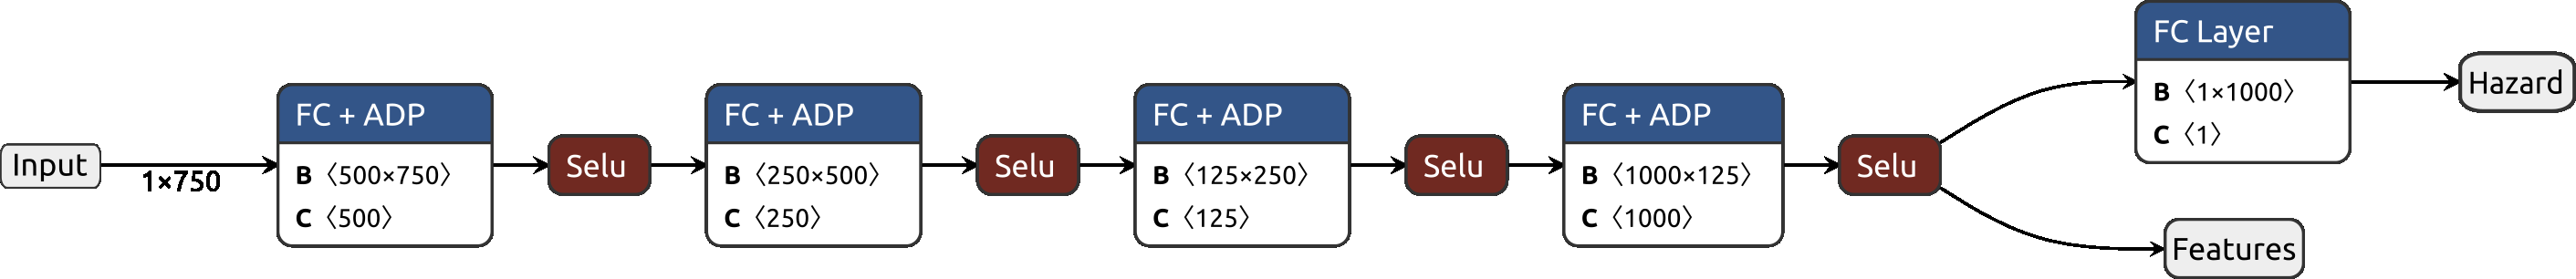 Input
1×750
FC + ADP
B〈500×750〉
C〈500〉
Selu
FC + ADP
B〈250×500〉
C〈250〉
Selu
FC + ADP
B〈125×250〉
C〈125〉
Selu
FC + ADP
B〈1000×125〉
C〈1000〉
Selu
FC Layer
B〈1×1000〉
C〈1〉
Hazard
Features